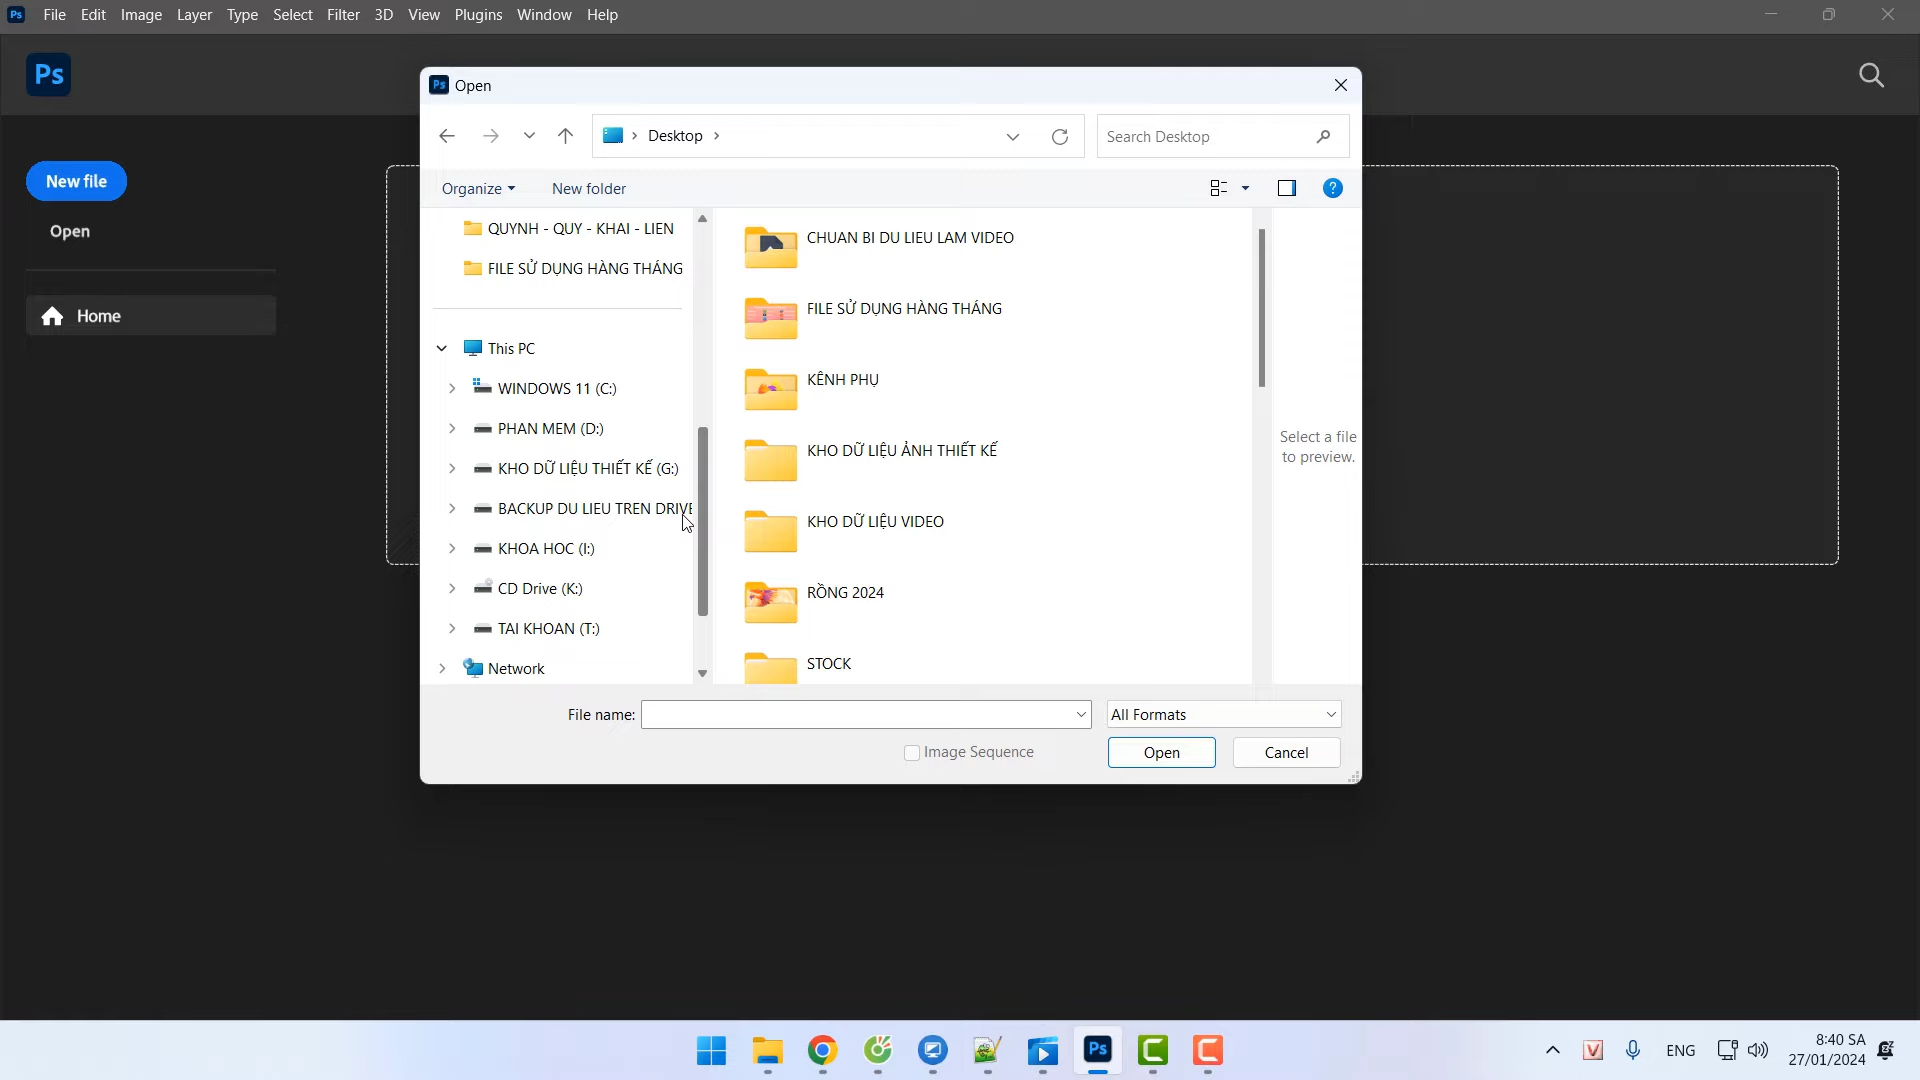 Ps File Edit Image Layer Type Select Filter 3D View Plugins Window Help
Ps
New file
Open
Home
Ps Open
Desktop
Search Desktop
Organize
New folder
?
QUYNH - QUY - KHAI - LIEN
FILE SỬ DỤNG HÀNG THÁNG
This PC
WINDOWS 11 (C:)
PHAN MEM (D:)
KHO DỮ LIỆU THIẾT KẾ (G:)
BACKUP DU LIEU TREN DRIVE
KHOA HOC (I:)
CD Drive (K:)
TAI KHOAN (T:)
Network
CHUAN BI DU LIEU LAM VIDEO
FILE SỬ DỤNG HÀNG THÁNG
KÊNH PHỤ
KHO DỮ LIỆU ẢNH THIẾT KẾ
KHO DỮ LIỆU VIDEO
RỒNG 2024
STOCK
Select a file
to preview.
File name:
All Formats
Image Sequence
Open
Cancel
Ps
C
C
V
ENG
8:40 SA
27/01/2024